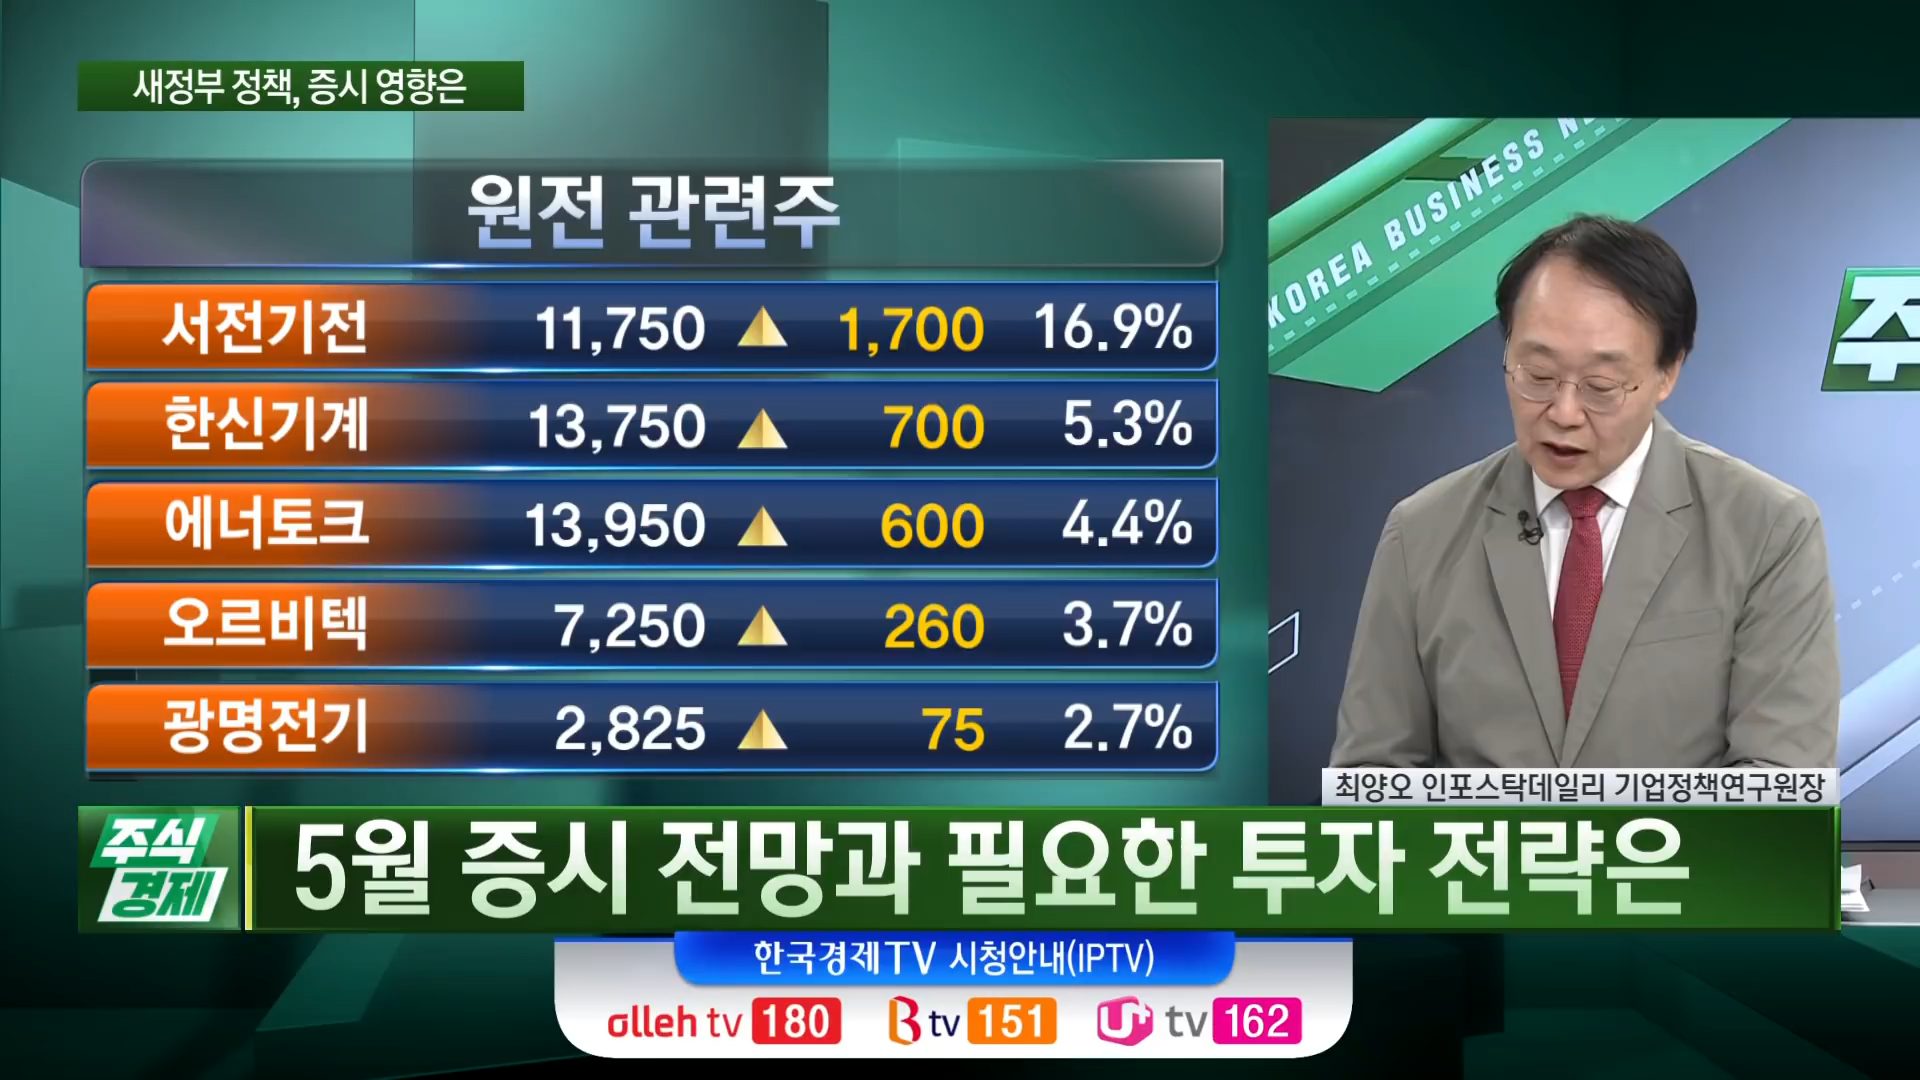 새정부 정책, 증시 영향은
원전 관련주
서전기전 11,750 ▲ 1,700 16.9%
한신기계 13,750 ▲ 700 5.3%
에너토크 13,950 ▲ 600 4.4%
오르비텍 7,250 ▲ 260 3.7%
광명전기 2,825 ▲ 75 2.7%
KOREA BUSINESS
최양오 인포스탁데일리 기업정책연구원장
주식
경제
5월 증시 전망과 필요한 투자 전략은
한국경제TV 시청안내(IPTV)
olleh tv 180 B tv 151 U+ tv 162